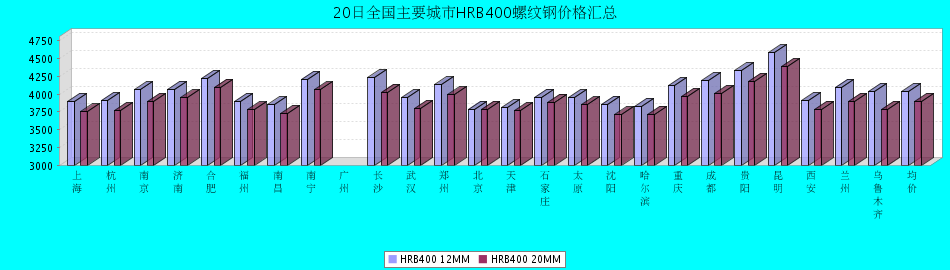 20日全国主要城市HRB400螺纹钢价格汇总
4750
4500
4250
4000
3750
3500
3250
3000
上海
杭州
南京
济南
合肥
福州
南昌
南宁
广州
长沙
武汉
郑州
北京
天津
石家庄
太原
沈阳
哈尔滨
重庆
成都
贵阳
昆明
西安
兰州
乌鲁木齐
均价
HRB400 12MM HRB400 20MM